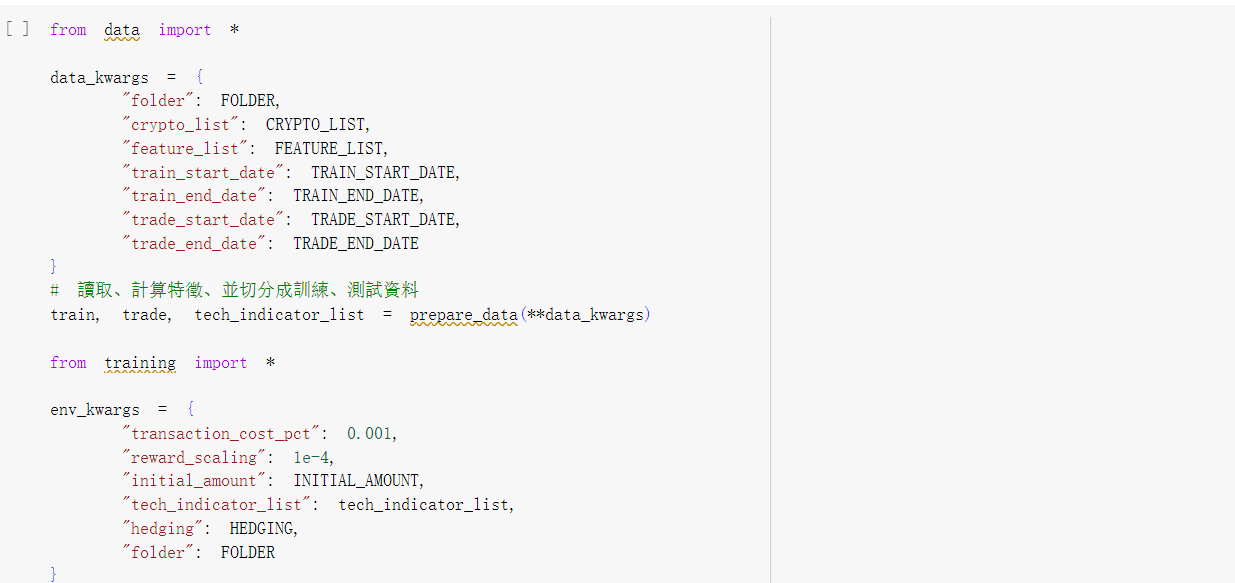 [ ] from data import *
data_kwargs = {
"folder": FOLDER,
"crypto_list": CRYPTO_LIST,
"feature_list": FEATURE_LIST,
"train_start_date": TRAIN_START_DATE,
"train_end_date": TRAIN_END_DATE,
"trade_start_date": TRADE_START_DATE,
"trade_end_date": TRADE_END_DATE
}
# 讀取、計算特徵、並切分成訓練、測試資料
train, trade, tech_indicator_list = prepare_data(**data_kwargs)
from training import *
env_kwargs = {
"transaction_cost_pct": 0.001,
"reward_scaling": 1e-4,
"initial_amount": INITIAL_AMOUNT,
"tech_indicator_list": tech_indicator_list,
"hedging": HEDGING,
"folder": FOLDER
}